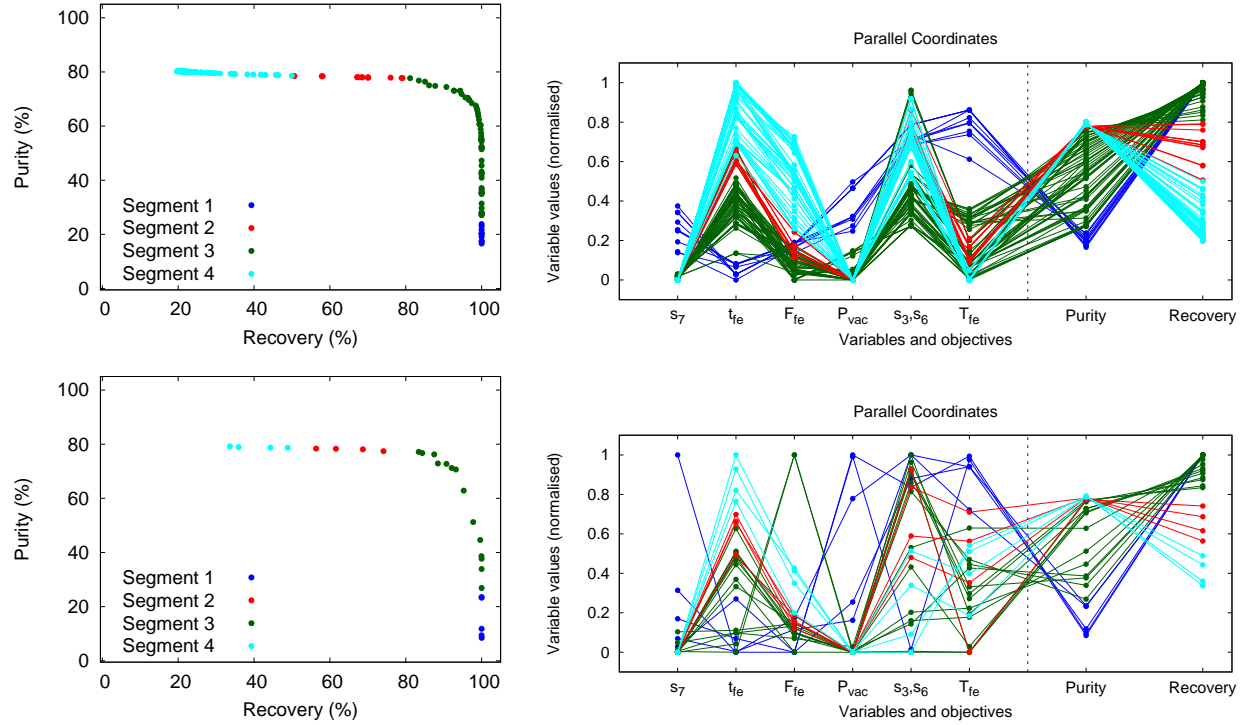 100
80
60
40
20
0
Purity (%)
Segment 1
Segment 2
Segment 3
Segment 4
0 20 40 60 80 100
Recovery (%)
Parallel Coordinates
1
0.8
0.6
0.4
0.2
0
Variable values (normalised)
s7 tfe Ffe Pvac s3,s6 Tfe Purity Recovery
Variables and objectives
100
80
60
40
20
0
Purity (%)
Segment 1
Segment 2
Segment 3
Segment 4
0 20 40 60 80 100
Recovery (%)
Parallel Coordinates
1
0.8
0.6
0.4
0.2
0
Variable values (normalised)
s7 tfe Ffe Pvac s3,s6 Tfe Purity Recovery
Variables and objectives